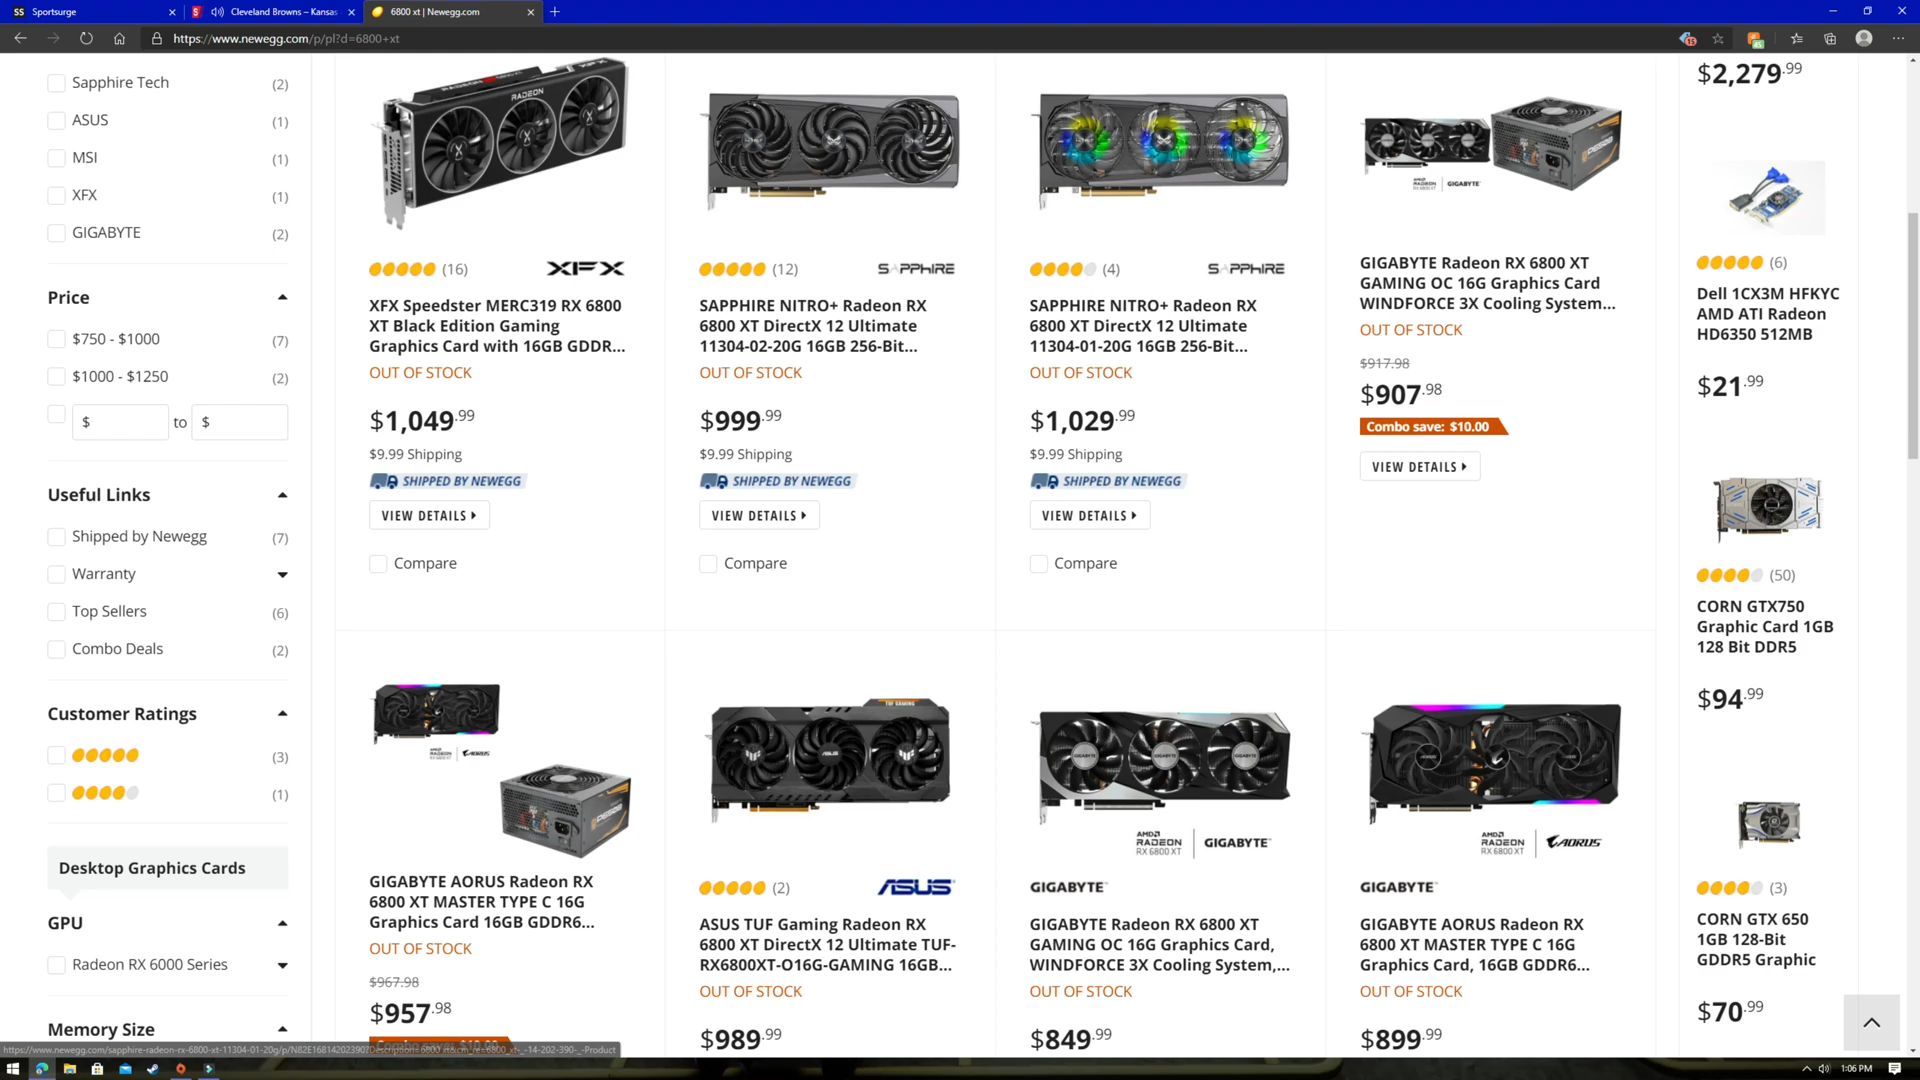 Sportsurge
Cleveland Browns – Kansas
6800 xt | Newegg.com
https://www.newegg.com/p/pl?d=6800+xt
15
Sapphire Tech (2)
ASUS (1)
MSI (1)
XFX (1)
GIGABYTE (2)
Price
$750 - $1000 (7)
$1000 - $1250 (2)
$ to $
Useful Links
Shipped by Newegg (7)
Warranty
Top Sellers (6)
Combo Deals (2)
Customer Ratings
(3)
(1)
Desktop Graphics Cards
GPU
Radeon RX 6000 Series
Memory Size
RADEON
(16) XFX
XFX Speedster MERC319 RX 6800
XT Black Edition Gaming
Graphics Card with 16GB GDDR...
OUT OF STOCK
$1,049.99
$9.99 Shipping
SHIPPED BY NEWEGG
VIEW DETAILS
Compare
(12) SAPPHIRE
SAPPHIRE NITRO+ Radeon RX
6800 XT DirectX 12 Ultimate
11304-02-20G 16GB 256-Bit...
OUT OF STOCK
$999.99
$9.99 Shipping
SHIPPED BY NEWEGG
VIEW DETAILS
Compare
(4) SAPPHIRE
SAPPHIRE NITRO+ Radeon RX
6800 XT DirectX 12 Ultimate
11304-01-20G 16GB 256-Bit...
OUT OF STOCK
$1,029.99
$9.99 Shipping
SHIPPED BY NEWEGG
VIEW DETAILS
Compare
GIGABYTE
GIGABYTE Radeon RX 6800 XT
GAMING OC 16G Graphics Card
WINDFORCE 3X Cooling System...
OUT OF STOCK
$917.98
$907.98
Combo save: $10.00
VIEW DETAILS
AORUS
GIGABYTE AORUS Radeon RX
6800 XT MASTER TYPE C 16G
Graphics Card 16GB GDDR6...
OUT OF STOCK
$967.98
$957.98
TUF GAMING
(2) ASUS
ASUS TUF Gaming Radeon RX
6800 XT DirectX 12 Ultimate TUF-
RX6800XT-O16G-GAMING 16GB...
OUT OF STOCK
$989.99
AMD
RADEON
RX 6800 XT
GIGABYTE
GIGABYTE
GIGABYTE Radeon RX 6800 XT
GAMING OC 16G Graphics Card,
WINDFORCE 3X Cooling System,...
OUT OF STOCK
$849.99
AMD
RADEON
RX 6800 XT
AORUS
GIGABYTE
GIGABYTE AORUS Radeon RX
6800 XT MASTER TYPE C 16G
Graphics Card, 16GB GDDR6...
OUT OF STOCK
$899.99
$2,279.99
(6)
Dell 1CX3M HFKYC
AMD ATI Radeon
HD6350 512MB
$21.99
(50)
CORN GTX750
Graphic Card 1GB
128 Bit DDR5
$94.99
(3)
CORN GTX 650
1GB 128-Bit
GDDR5 Graphic
$70.99
1:06 PM